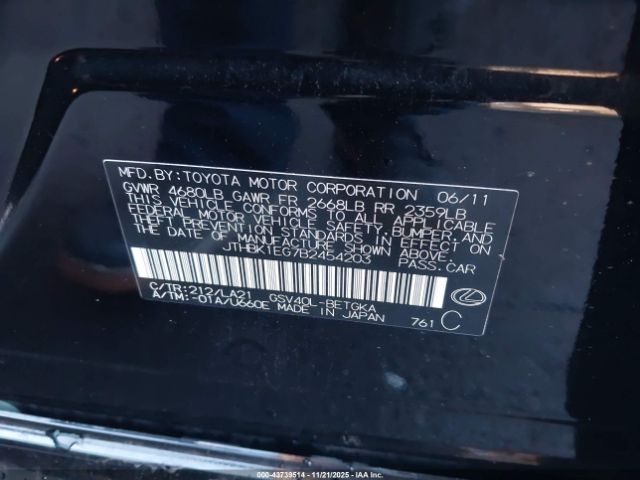 MFD.BY:TOYOTA MOTOR CORPORATION 06/11
GVWR 4680LB GAWR FR 2668LB RR 2359LB
THIS VEHICLE CONFORMS TO ALL APPLICABLE
FEDERAL MOTOR VEHICLE SAFETY, BUMPER AND
THEFT PREVENTION STANDARDS IN EFFECT ON
THE DATE OF MANUFACTURE SHOWN ABOVE.
JTHBK1EG7B2454203 PASS.CAR
C/TR:212/LA21 GSV40L-BETGKA
A/TM:-01A/U660E MADE IN JAPAN 761 C
000-43739514 - 11/21/2025 - IAA Inc.